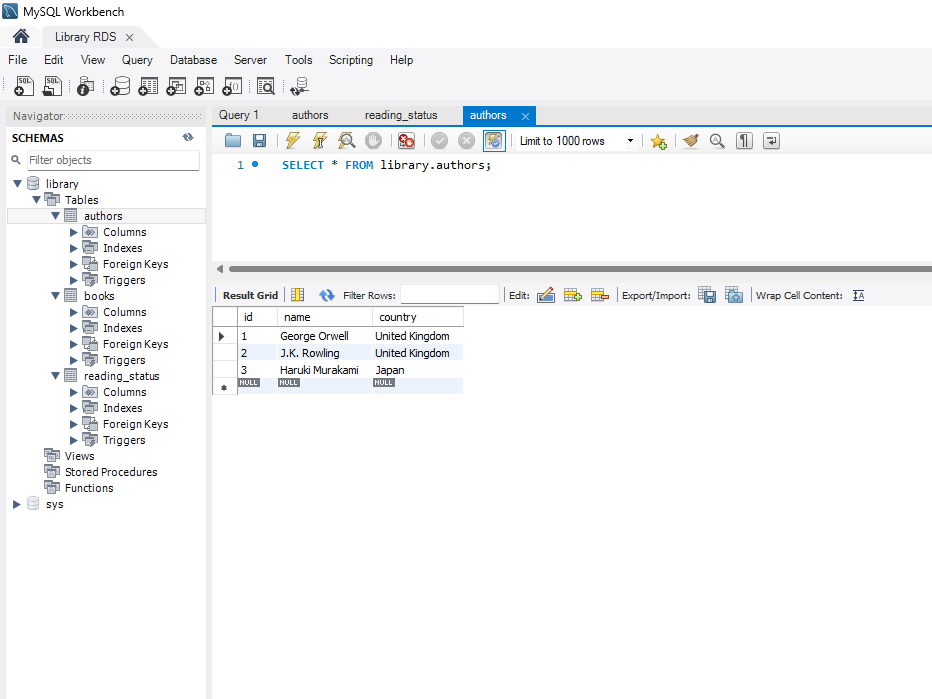 MySQL Workbench
Library RDS
File Edit View Query Database Server Tools Scripting Help
Navigator
SCHEMAS
Filter objects
library
Tables
authors
Columns
Indexes
Foreign Keys
Triggers
books
Columns
Indexes
Foreign Keys
Triggers
reading_status
Columns
Indexes
Foreign Keys
Triggers
Views
Stored Procedures
Functions
sys
Query 1 authors reading_status authors
Limit to 1000 rows
1 SELECT * FROM library.authors;
Result Grid Filter Rows: Edit: Export/Import: Wrap Cell Content:
id name country
1 George Orwell United Kingdom
2 J.K. Rowling United Kingdom
3 Haruki Murakami Japan
NULL NULL NULL